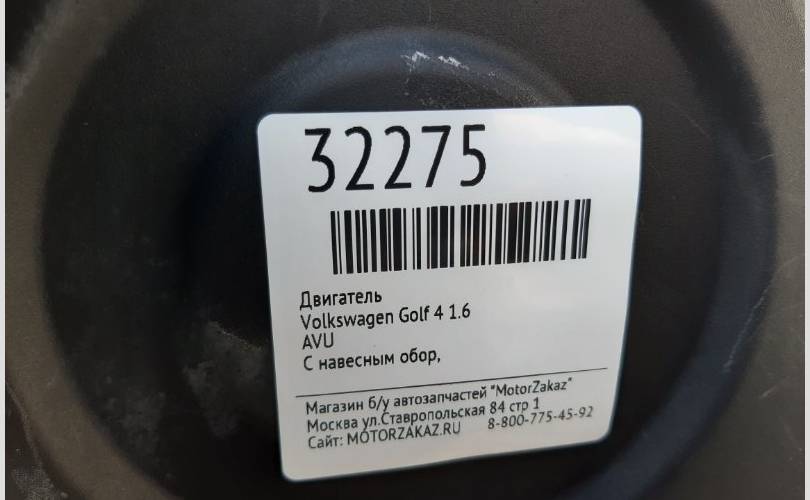 32275
Двигатель
Volkswagen Golf 4 1.6
AVU
С навесным обор,
Магазин б/у автозапчастей "MotorZakaz"
Москва ул.Ставропольская 84 стр 1
Сайт: MOTORZAKAZ.RU 8-800-775-45-92